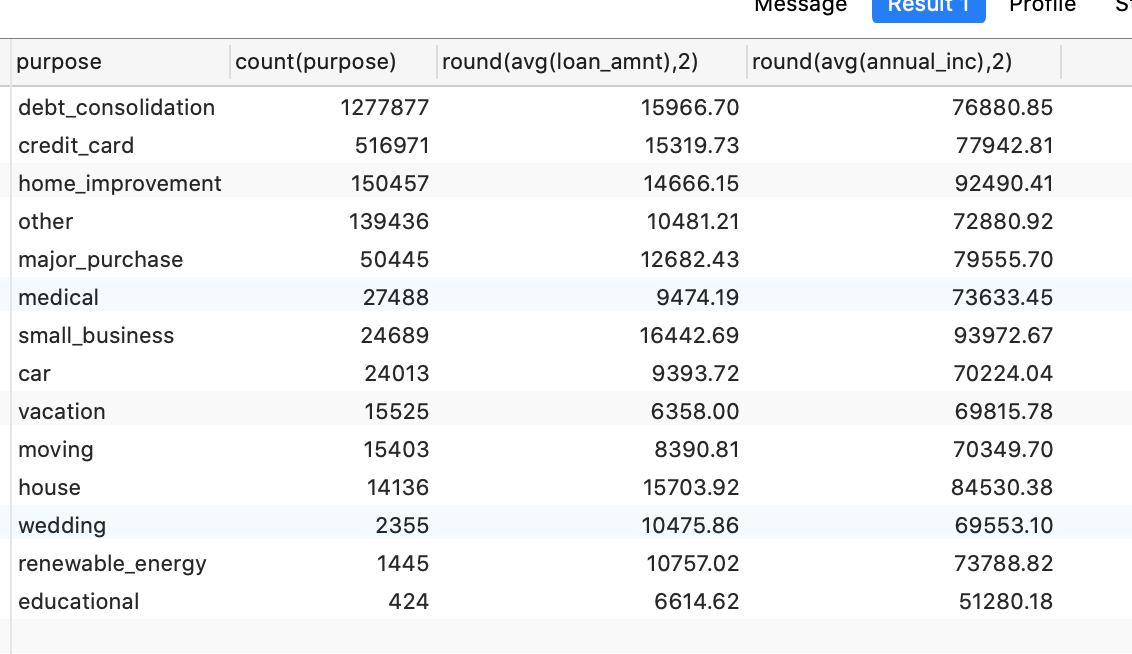 Message Result 1 Profile
purpose count(purpose) round(avg(loan_amnt),2) round(avg(annual_inc),2)
debt_consolidation 1277877 15966.70 76880.85
credit_card 516971 15319.73 77942.81
home_improvement 150457 14666.15 92490.41
other 139436 10481.21 72880.92
major_purchase 50445 12682.43 79555.70
medical 27488 9474.19 73633.45
small_business 24689 16442.69 93972.67
car 24013 9393.72 70224.04
vacation 15525 6358.00 69815.78
moving 15403 8390.81 70349.70
house 14136 15703.92 84530.38
wedding 2355 10475.86 69553.10
renewable_energy 1445 10757.02 73788.82
educational 424 6614.62 51280.18